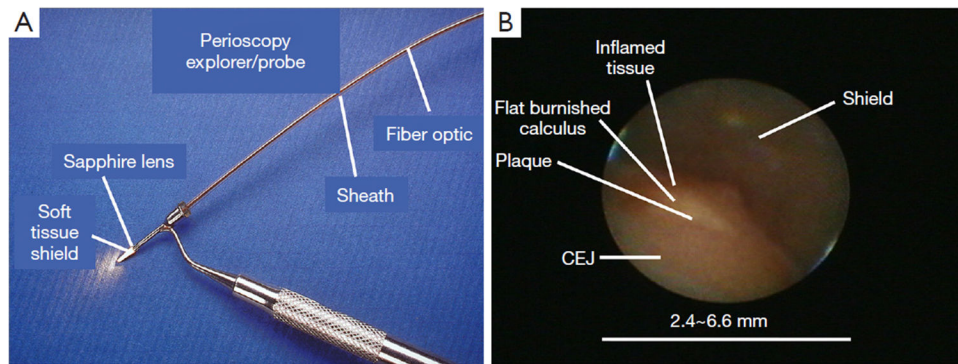 A
Perioscopy
explorer/probe
Fiber optic
Sapphire lens
Sheath
Soft
tissue
shield
B
Inflamed
tissue
Shield
Flat burnished
calculus
Plaque
CEJ
2.4~6.6 mm